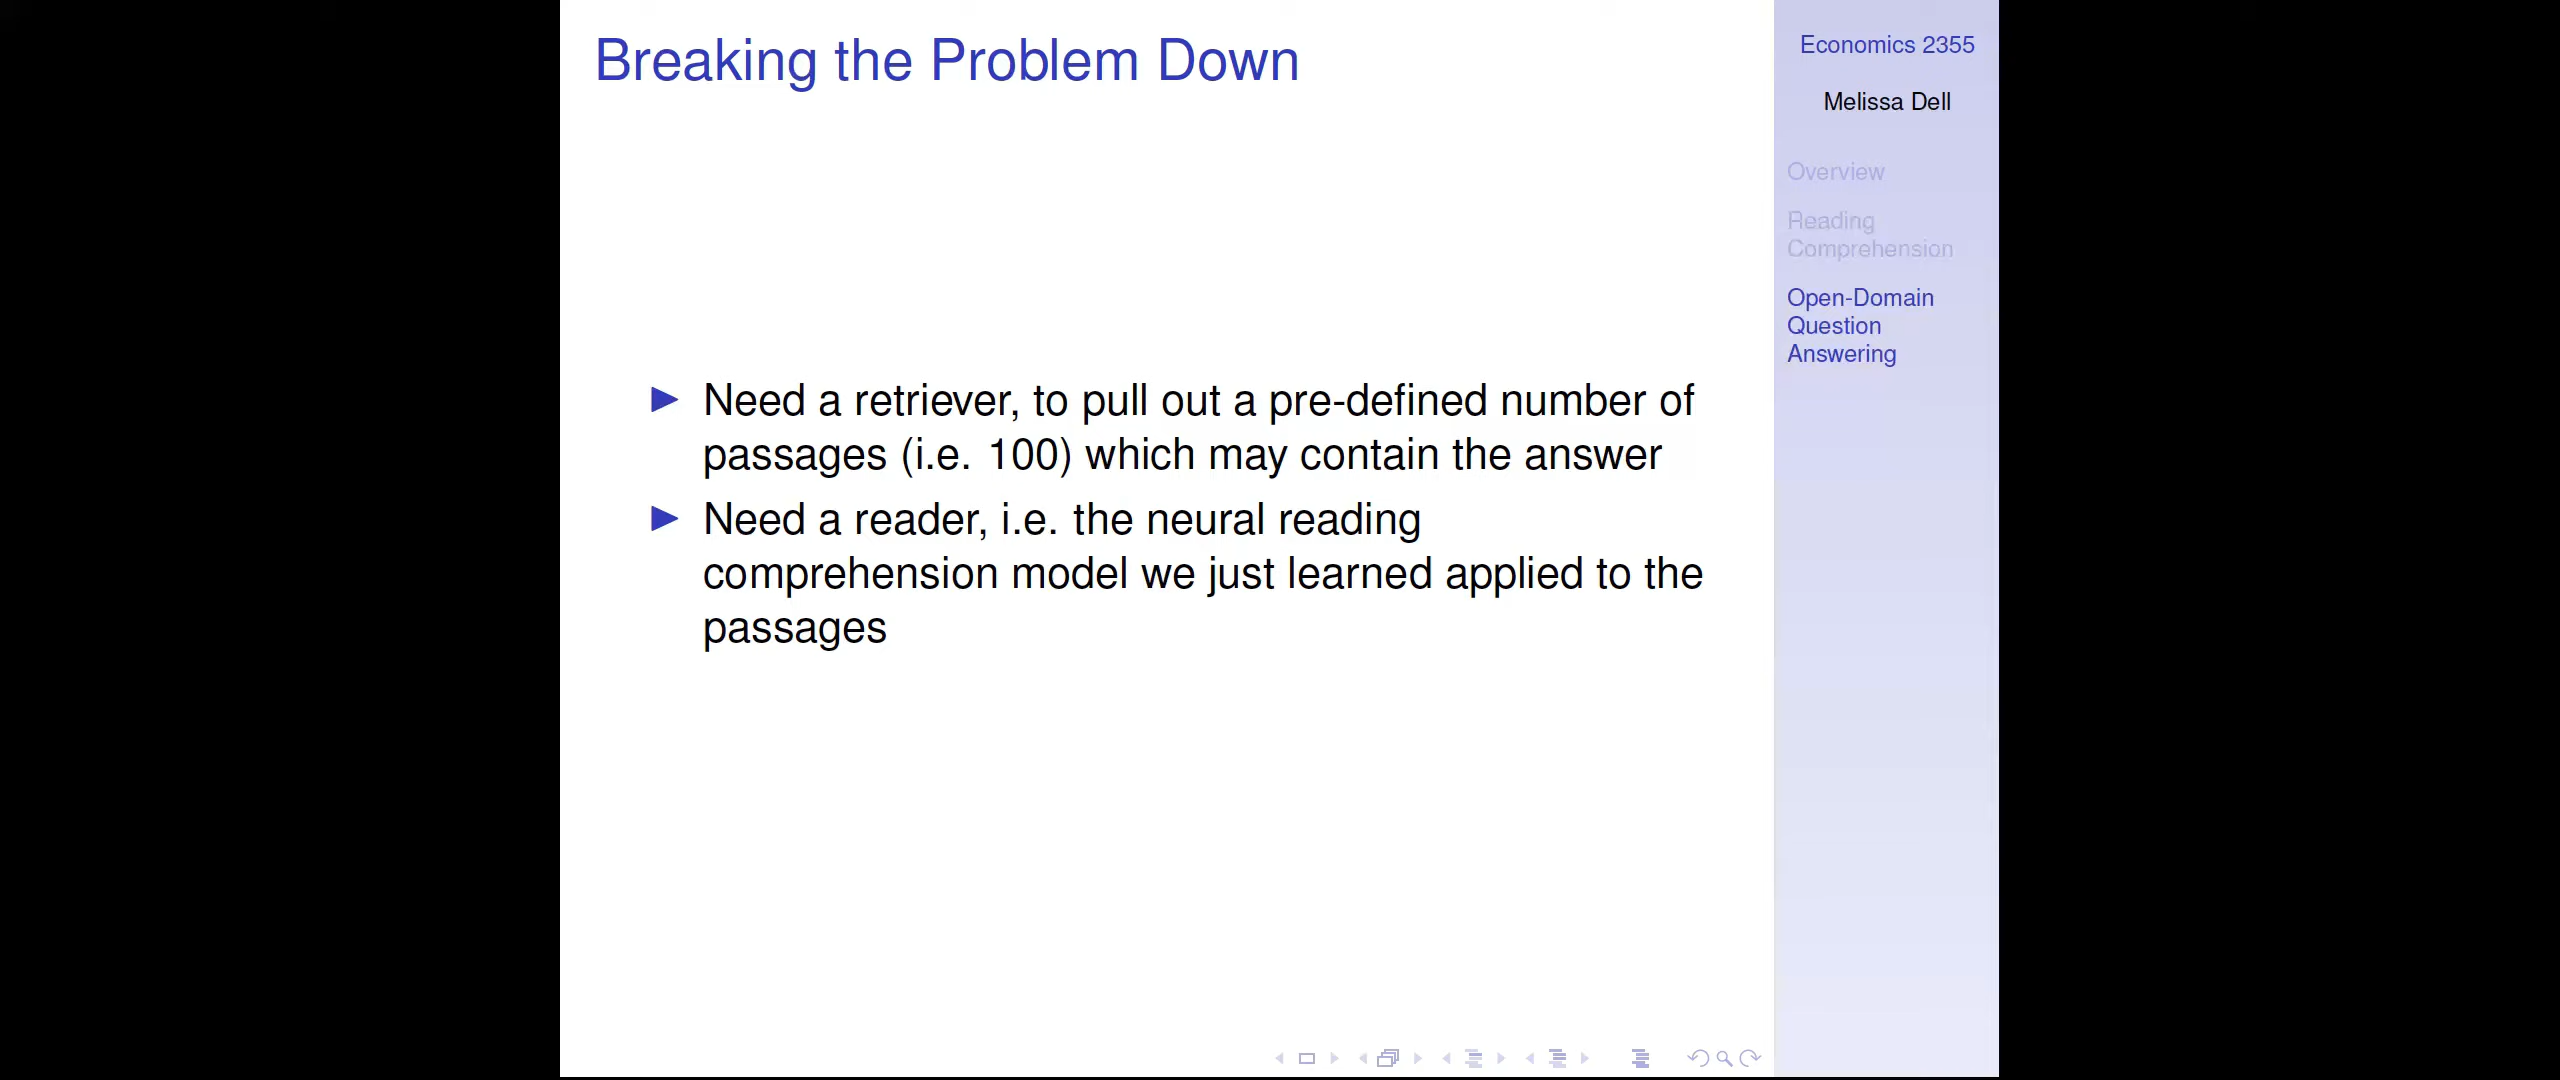 Breaking the Problem Down
Need a retriever, to pull out a pre-defined number of
passages (i.e. 100) which may contain the answer
Need a reader, i.e. the neural reading
comprehension model we just learned applied to the
passages
Economics 2355
Melissa Dell
Overview
Reading
Comprehension
Open-Domain
Question
Answering